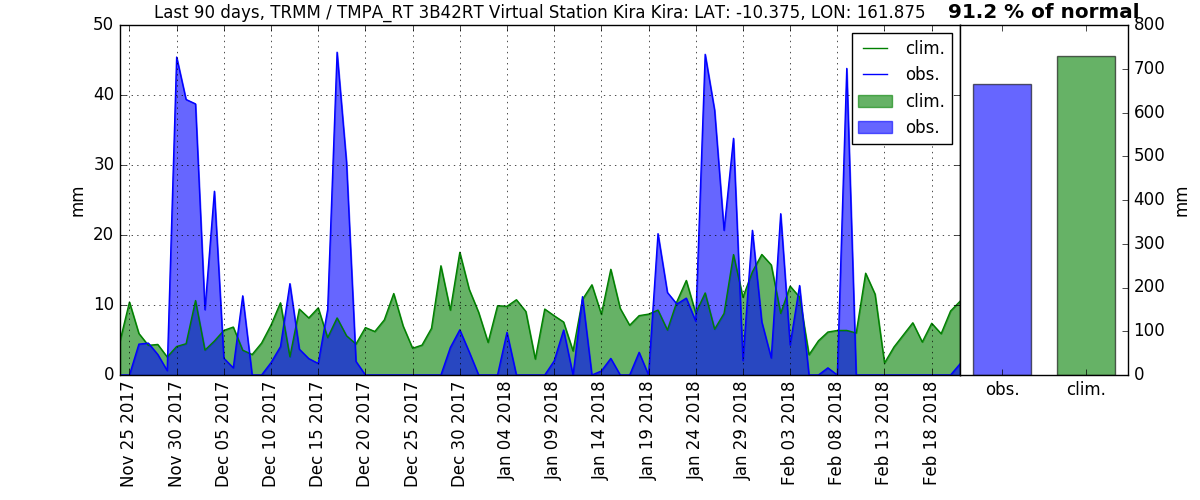 Last 90 days, TRMM / TMPA_RT 3B42RT Virtual Station Kira Kira: LAT: -10.375, LON: 161.875
91.2 % of normal
50
40
30
20
10
0
mm
clim.
obs.
clim.
obs.
800
700
600
500
400
300
200
100
0
mm
obs.
clim.
Nov 25 2017
Nov 30 2017
Dec 05 2017
Dec 10 2017
Dec 15 2017
Dec 20 2017
Dec 25 2017
Dec 30 2017
Jan 04 2018
Jan 09 2018
Jan 14 2018
Jan 19 2018
Jan 24 2018
Jan 29 2018
Feb 03 2018
Feb 08 2018
Feb 13 2018
Feb 18 2018